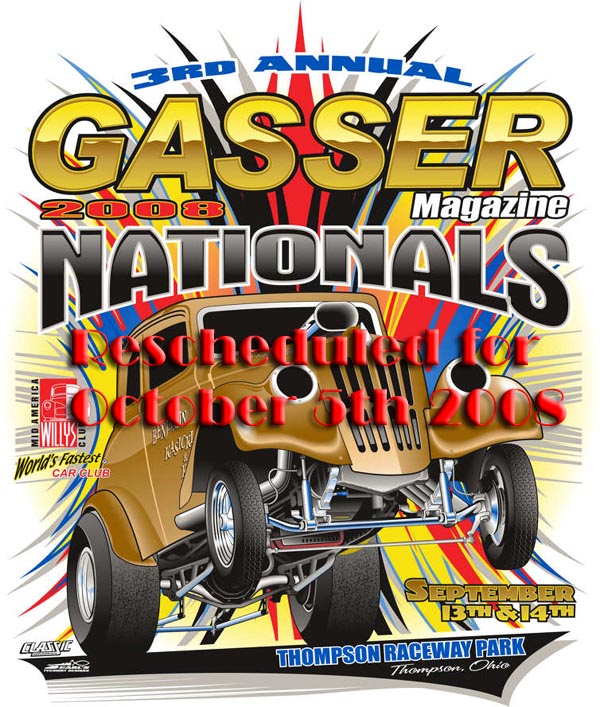 3RD ANNUAL
GASSER
2008 Magazine
NATIONALS
Rescheduled for
October 5th 2008
MID AMERICA
WILLYS
CLUB
World's Fastest
CAR CLUB
SEPTEMBER
13TH & 14TH
CLASSIC
THOMPSON RACEWAY PARK
Thompson, Ohio